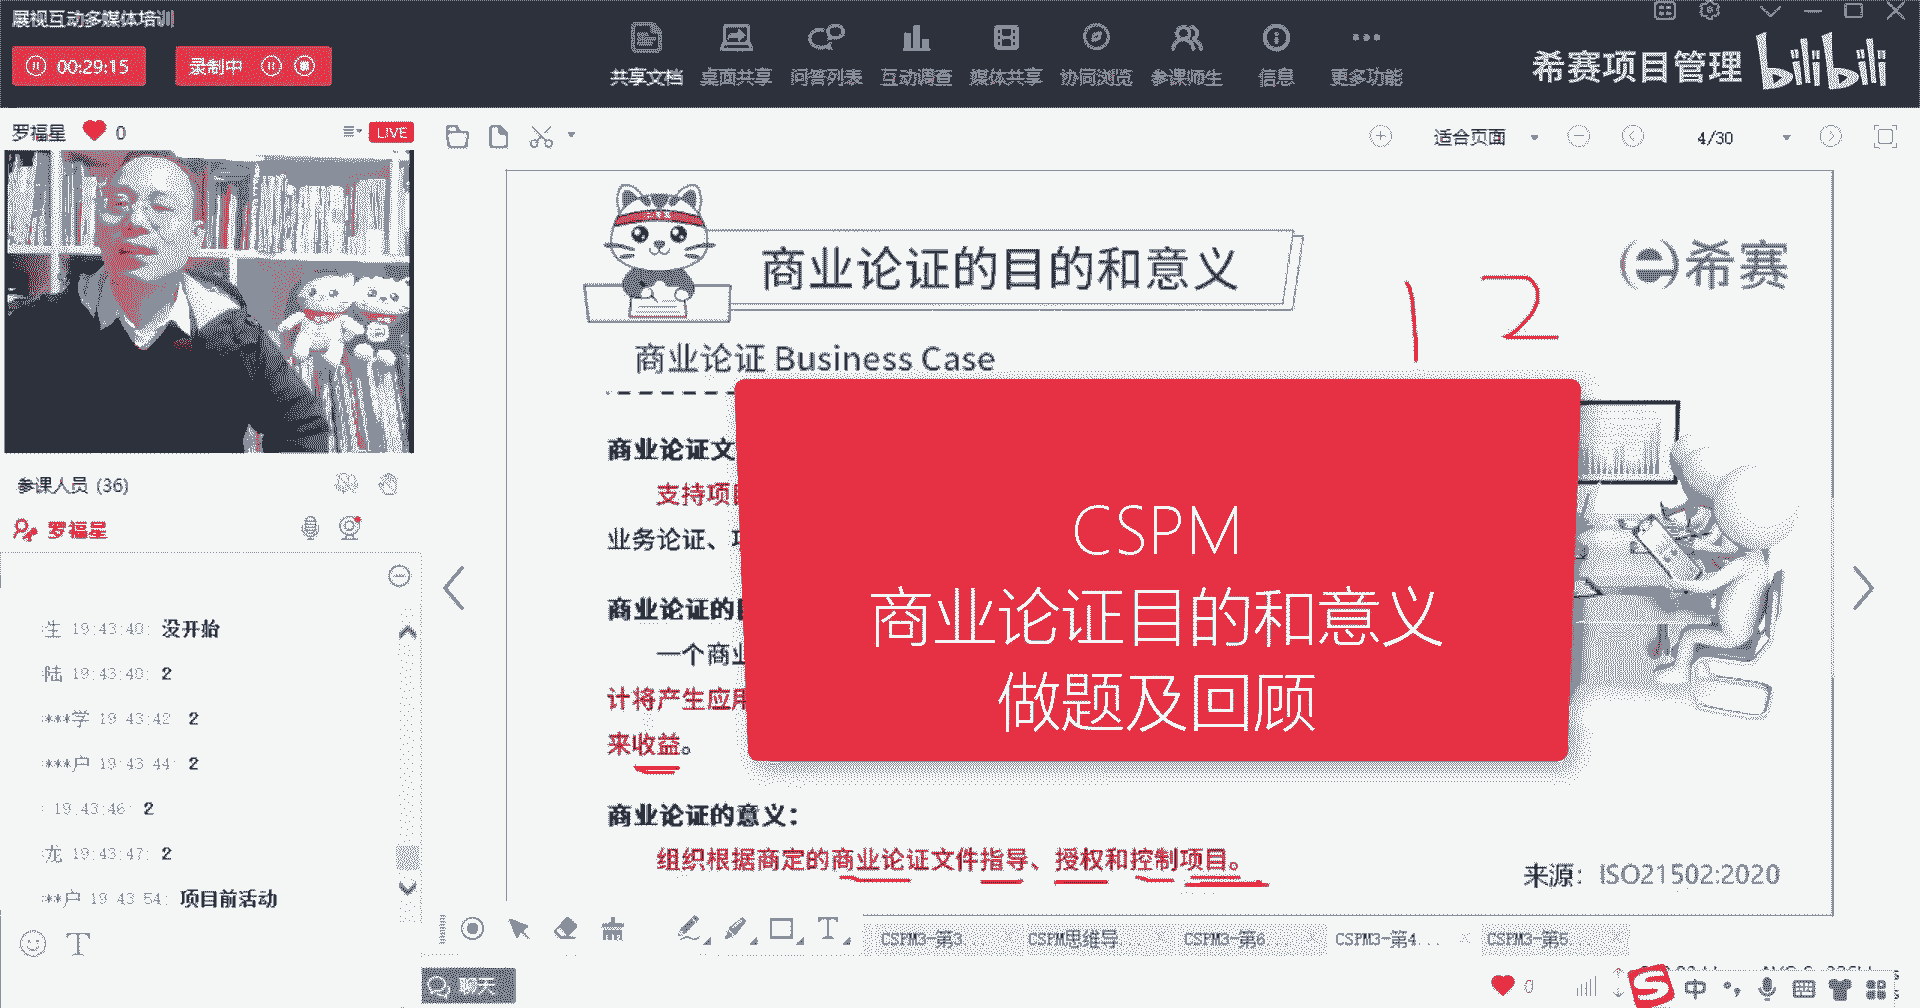 展视互动多媒体培训
00:29:15
录制中
共享文档 桌面共享 问答列表 互动调查 媒体共享 协同浏览 参课师生 信息 更多功能
希赛项目管理 bilibili
罗福星 0
LIVE
适合页面
4/30
参课人员 (36)
罗福星
生 19:43:40: 没开始
陆 19:43:40: 2
***学 19:43:42 2
***户 19:43:44: 2
: 19:43:46: 2
龙 19:43:47: 2
**户 19:43:54: 项目前活动
商业论证的目的和意义
希赛
1 2
商业论证 Business Case
商业论证文
支持项
业务论证、
商业论证的
一个商业
计将产生应用
来收益。
商业论证的意义：
组织根据商定的商业论证文件指导、授权和控制项目。
来源：ISO21502:2020
CSPM
商业论证目的和意义
做题及回顾
T
T
CSPM3-第3... CSPM思维导... CSPM3-第6... CSPM3-第4... CSPM3-第5...
聊天
0
S 中